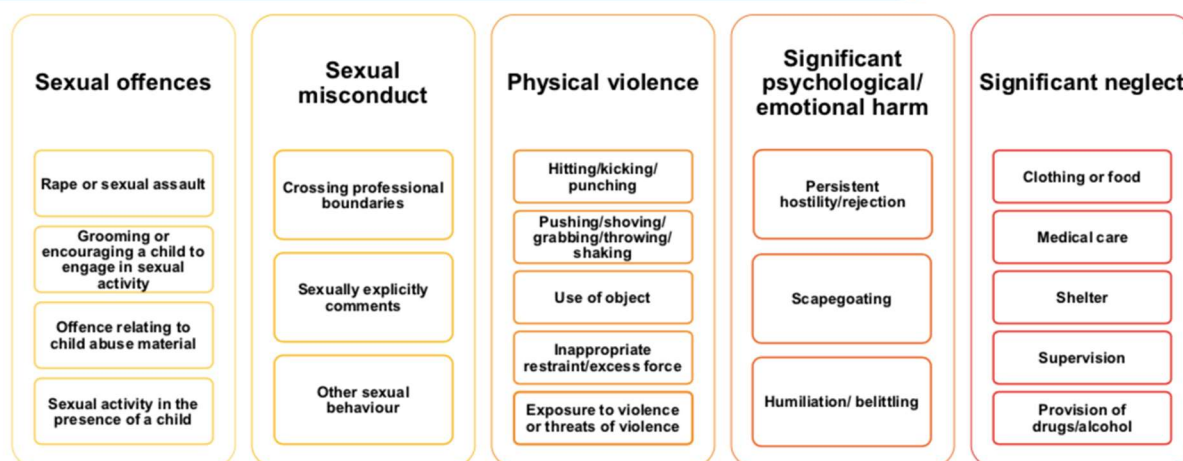 Sexual offences
Rape or sexual assault
Grooming or
encouraging a child to
engage in sexual
activity
Offence relating to
child abuse material
Sexual activity in the
presence of a child
Sexual
misconduct
Crossing professional
boundaries
Sexually explicitly
comments
Other sexual
behaviour
Physical violence
Hitting/kicking/
punching
Pushing/shoving/
grabbing/throwing/
shaking
Use of object
Inappropriate
restraint/excess force
Exposure to violence
or threats of violence
Significant
psychological/
emotional harm
Persistent
hostility/rejection
Scapegoating
Humiliation/ belittling
Significant neglect
Clothing or food
Medical care
Shelter
Supervision
Provision of
drugs/alcohol